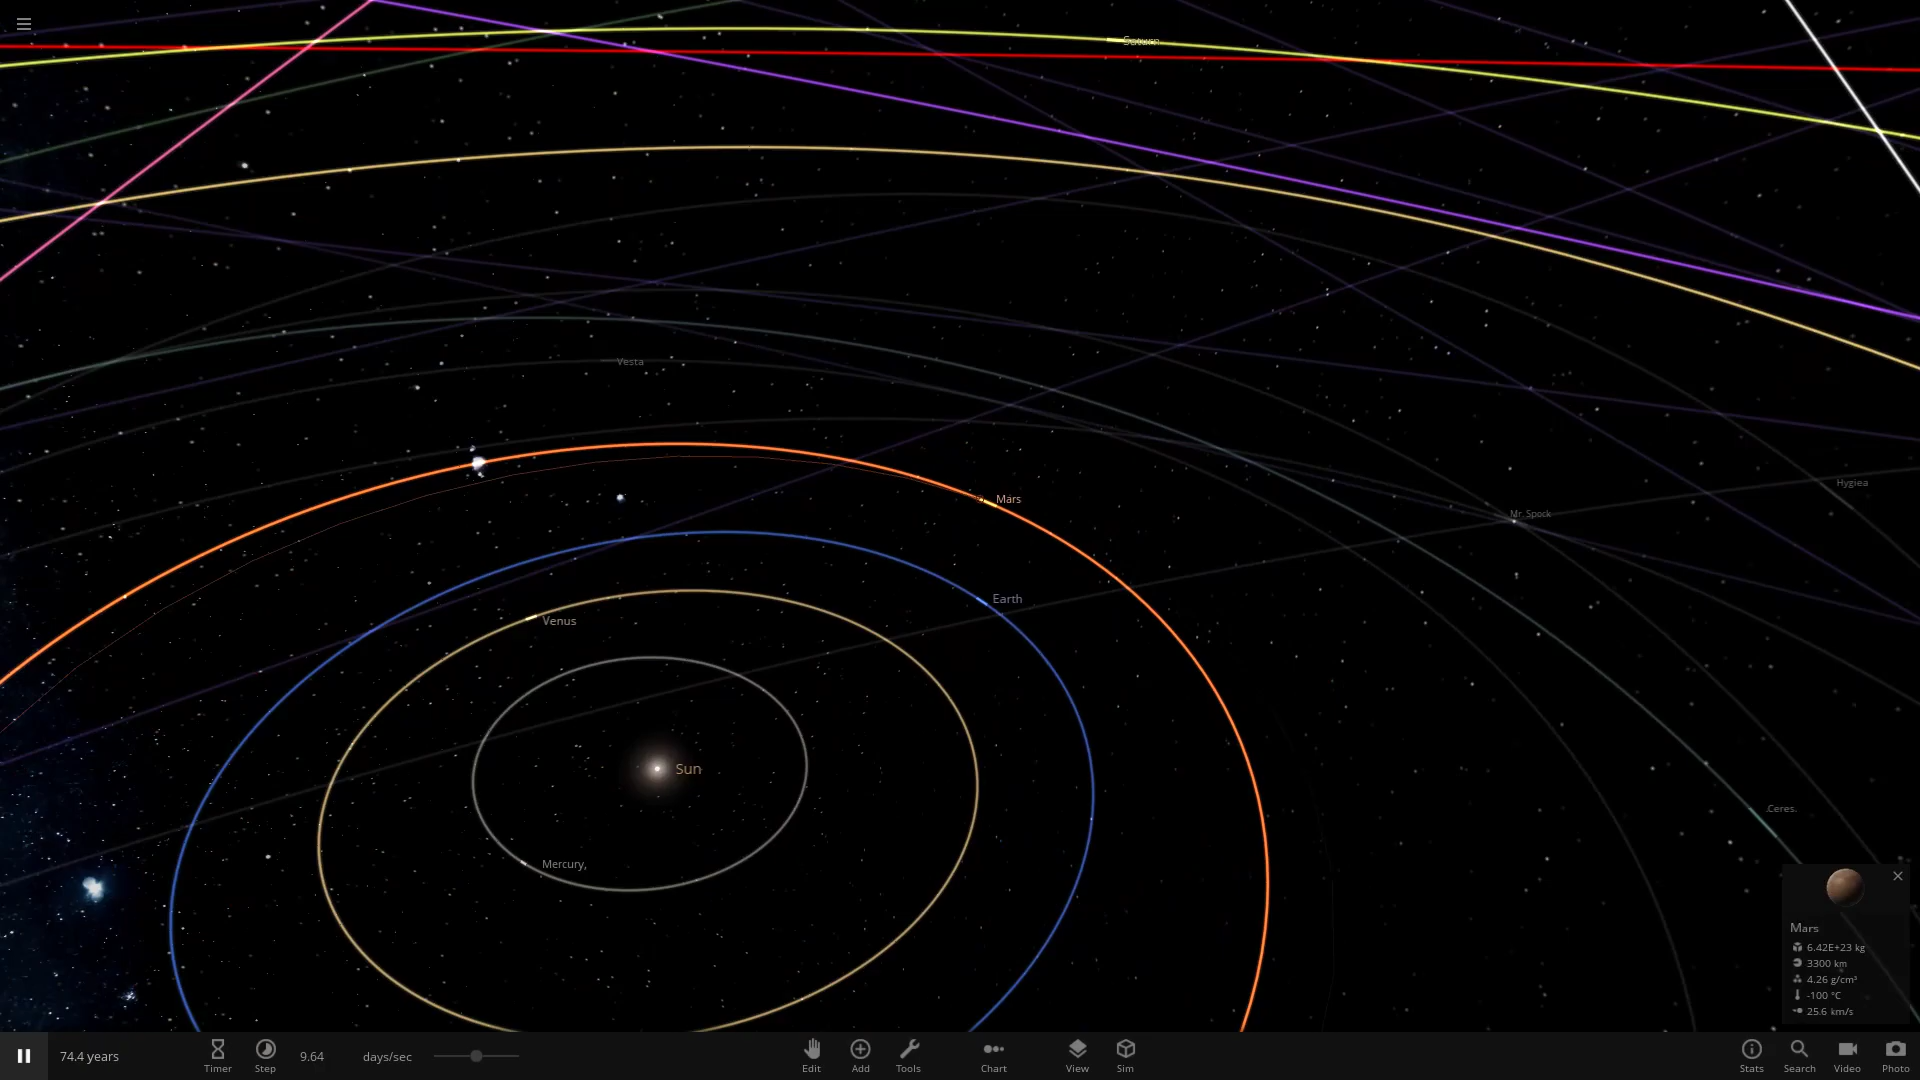 Saturn
Vesta
Mars
Hygiea
Mr. Spock
Earth
Venus
Sun
Ceres
Mercury
Mars
6.42E+23 kg
3300 km
4.26 g/cm³
-100 °C
25.6 km/s
74.4 years
Timer
Step
9.64
days/sec
Edit
Add
Tools
Chart
View
Sim
Stats
Search
Video
Photo